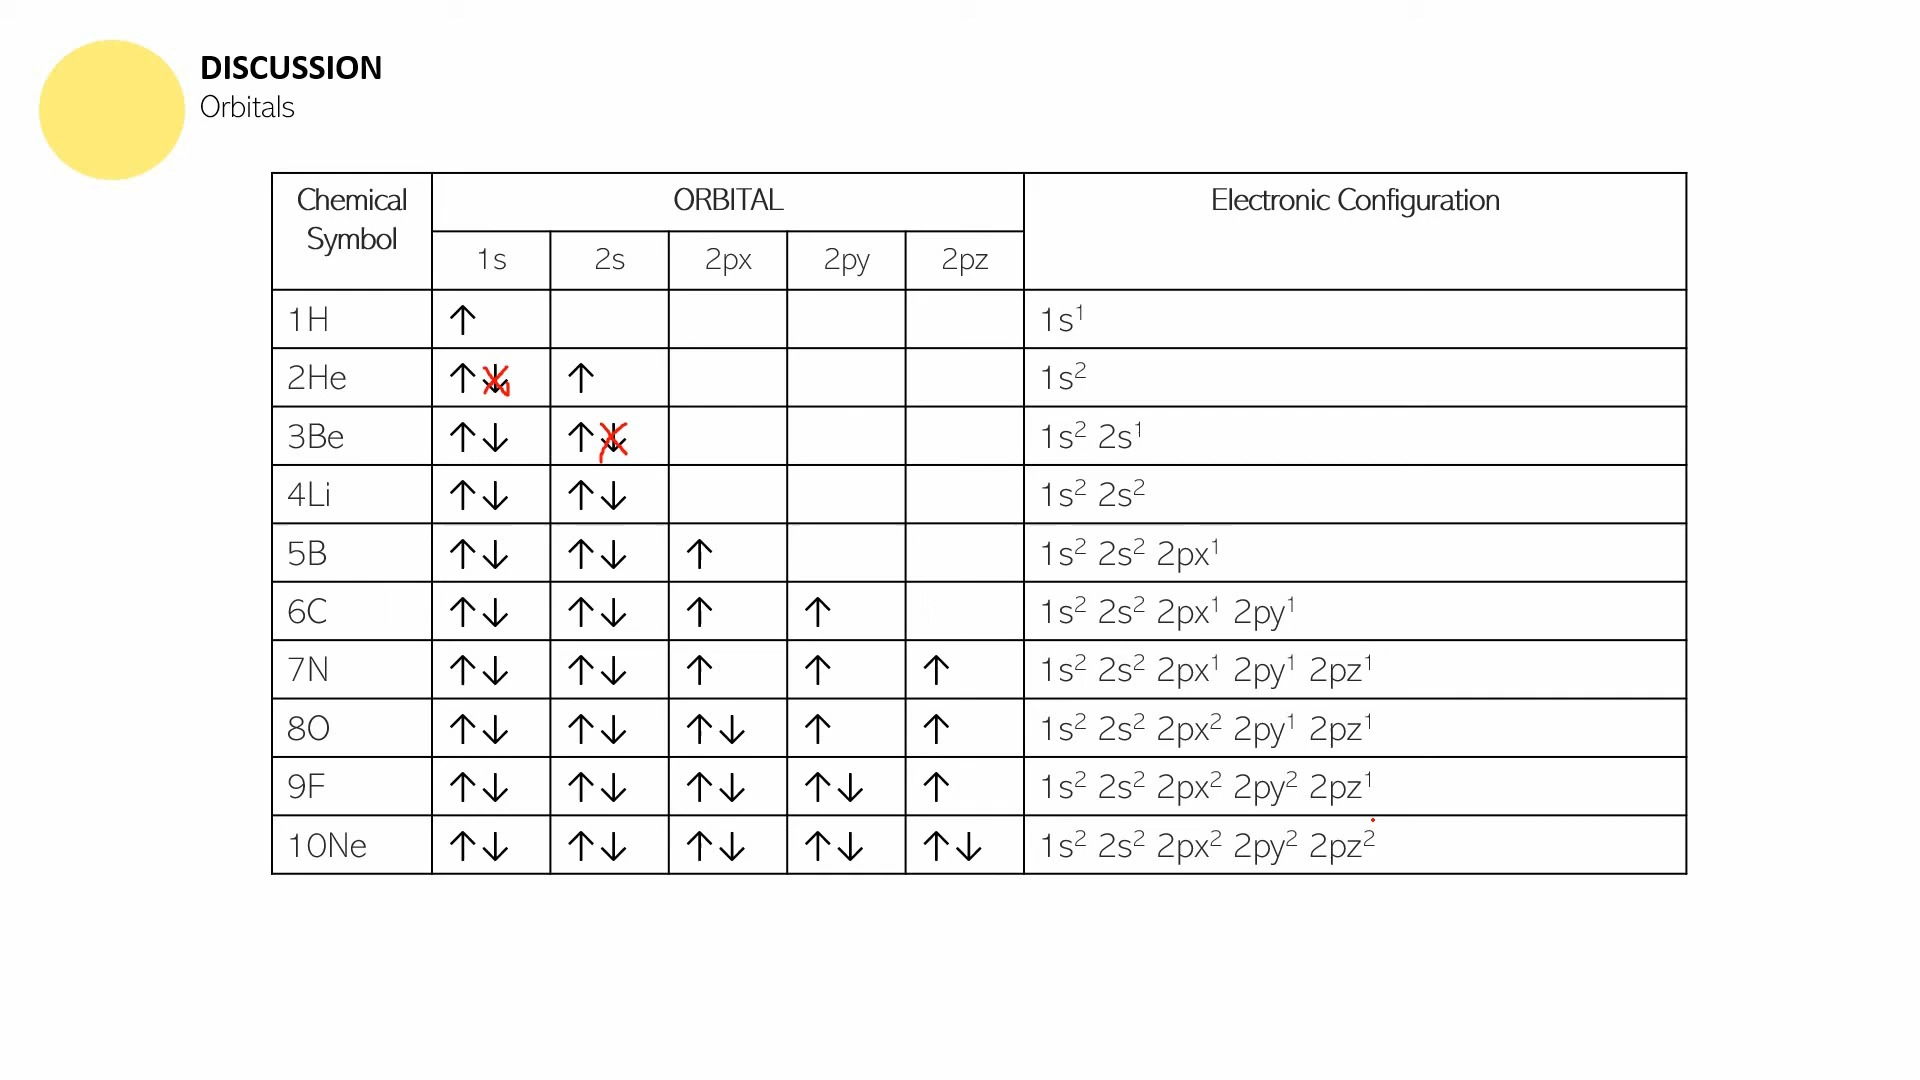 DISCUSSION
Orbitals
Chemical Symbol ORBITAL Electronic Configuration
1s 2s 2px 2py 2pz
1H ↑ 1s¹
2He ↑↓ ↑ 1s²
3Be ↑↓ ↑↓ 1s² 2s¹
4Li ↑↓ ↑↓ 1s² 2s²
5B ↑↓ ↑↓ ↑ 1s² 2s² 2px¹
6C ↑↓ ↑↓ ↑ ↑ 1s² 2s² 2px¹ 2py¹
7N ↑↓ ↑↓ ↑ ↑ ↑ 1s² 2s² 2px¹ 2py¹ 2pz¹
8O ↑↓ ↑↓ ↑↓ ↑ ↑ 1s² 2s² 2px² 2py¹ 2pz¹
9F ↑↓ ↑↓ ↑↓ ↑↓ ↑ 1s² 2s² 2px² 2py² 2pz¹
10Ne ↑↓ ↑↓ ↑↓ ↑↓ ↑↓ 1s² 2s² 2px² 2py² 2pz²